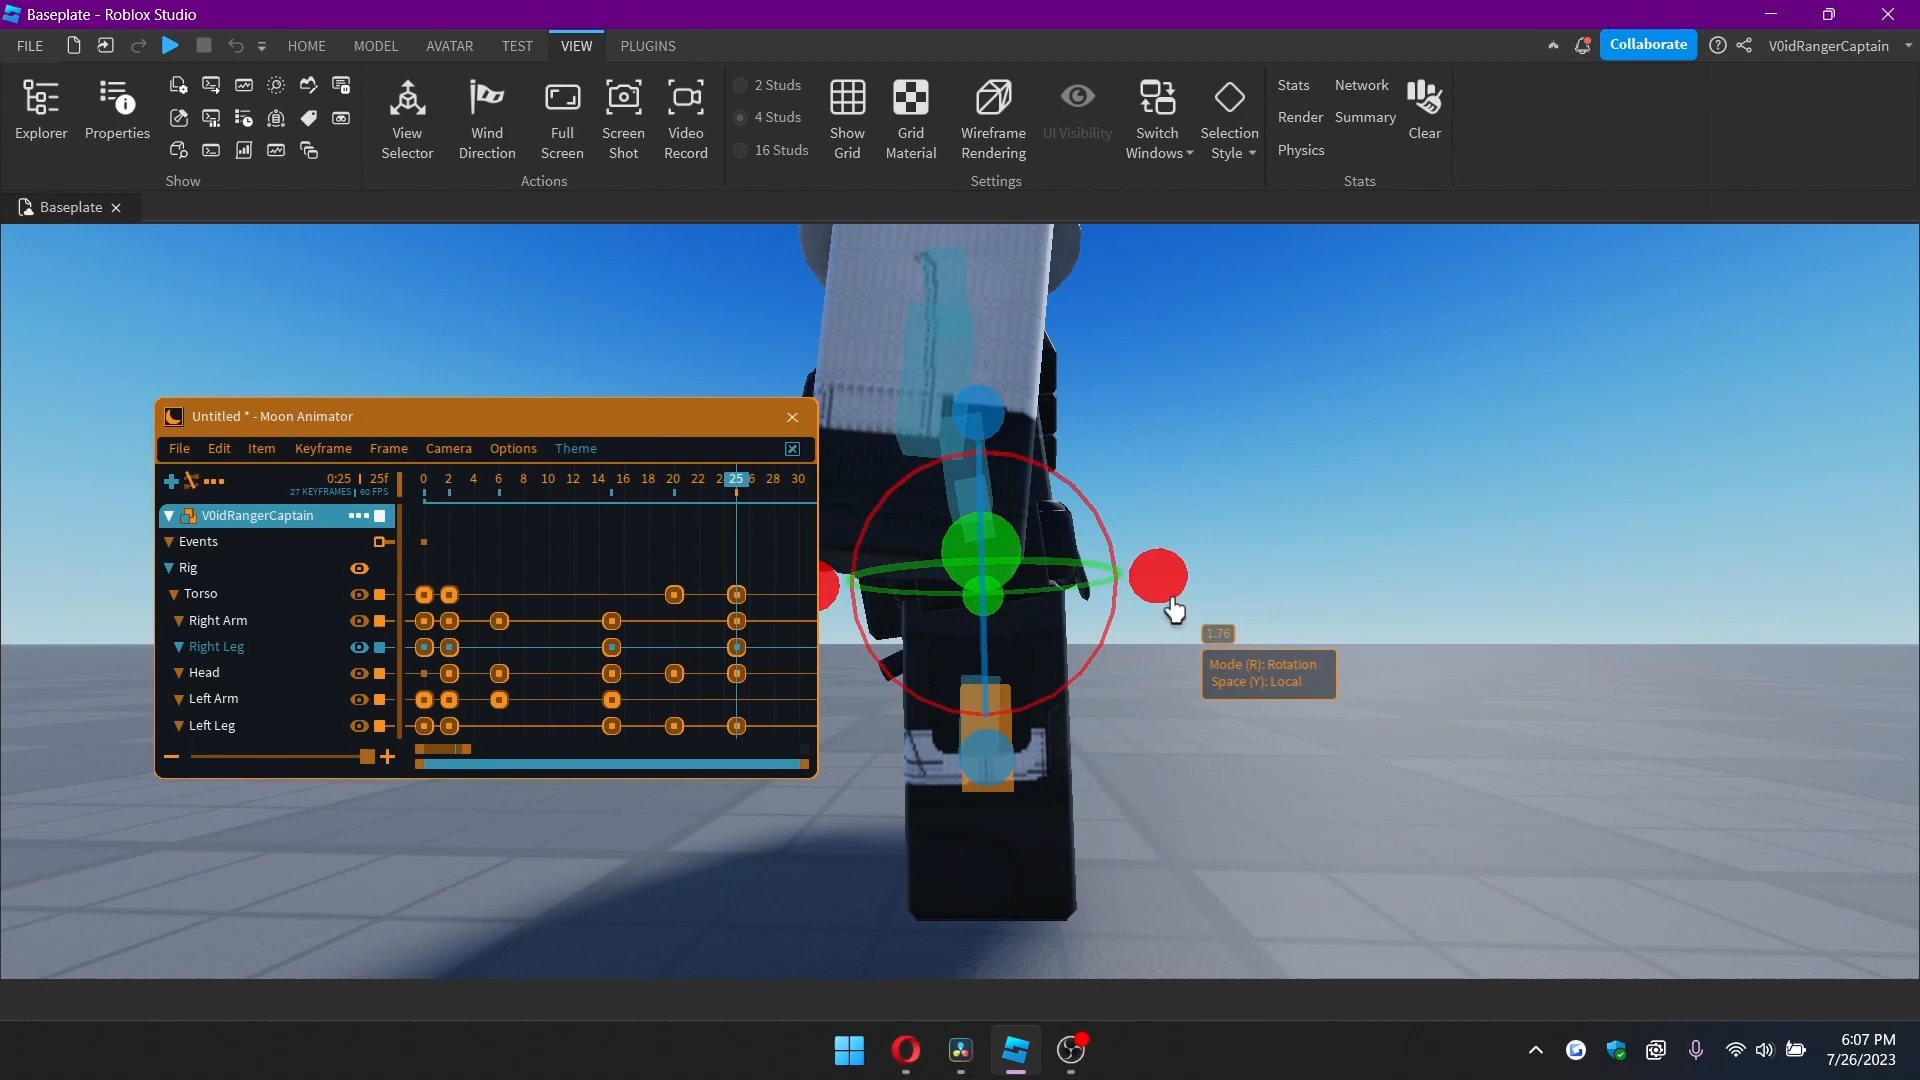 Baseplate - Roblox Studio
FILE
HOME
MODEL
AVATAR
TEST
VIEW
PLUGINS
Collaborate
V0idRangerCaptain
Explorer
Properties
Show
View
Selector
Wind
Direction
Full
Screen
Screen
Shot
Video
Record
Actions
2 Studs
4 Studs
16 Studs
Show
Grid
Grid
Material
Wireframe
Rendering
UI Visibility
Switch
Windows
Selection
Style
Settings
Stats
Network
Render
Summary
Physics
Clear
Stats
Baseplate
Untitled * - Moon Animator
File Edit Item Keyframe Frame Camera Options Theme
0:25 | 25f
27 KEYFRAMES | 60 FPS
0 2 4 6 8 10 12 14 16 18 20 22 2 25 6 28 30
V0idRangerCaptain
Events
Rig
Torso
Right Arm
Right Leg
Head
Left Arm
Left Leg
1.76
Mode (R): Rotation
Space (Y): Local
6:07 PM
7/26/2023